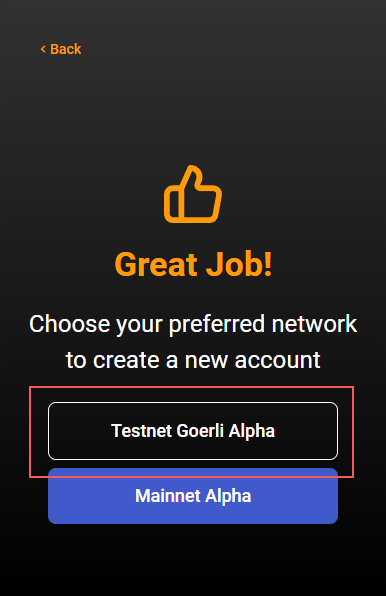 Back
Great Job!
Choose your preferred network
to create a new account
Testnet Goerli Alpha
Mainnet Alpha